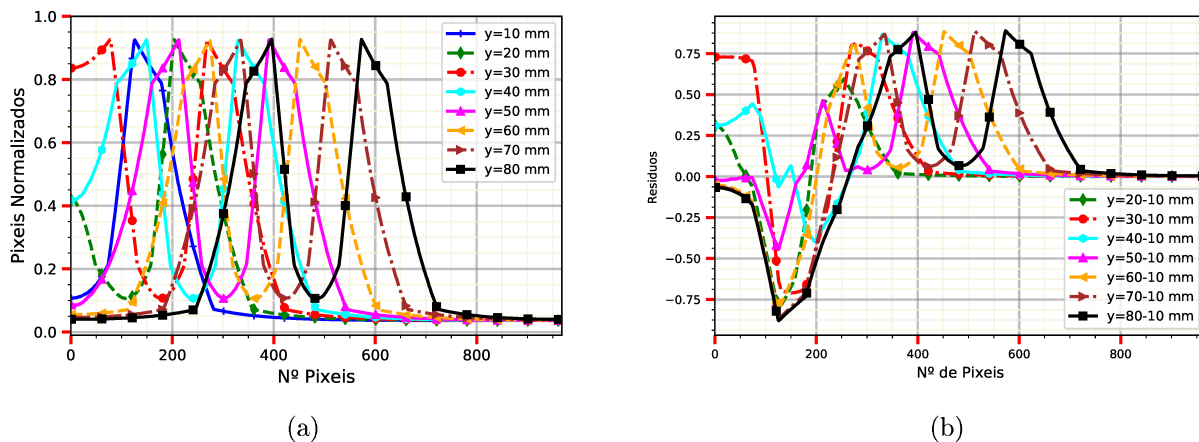 1.0
0.8
0.6
0.4
0.2
0.0
Pixeis Normalizados
0
200
400
600
800
Nº Pixeis
y=10 mm
y=20 mm
y=30 mm
y=40 mm
y=50 mm
y=60 mm
y=70 mm
y=80 mm
(a)
0.75
0.50
0.25
0.00
−0.25
−0.50
−0.75
Resíduos
0
200
400
600
800
Nº de Pixeis
y=20-10 mm
y=30-10 mm
y=40-10 mm
y=50-10 mm
y=60-10 mm
y=70-10 mm
y=80-10 mm
(b)